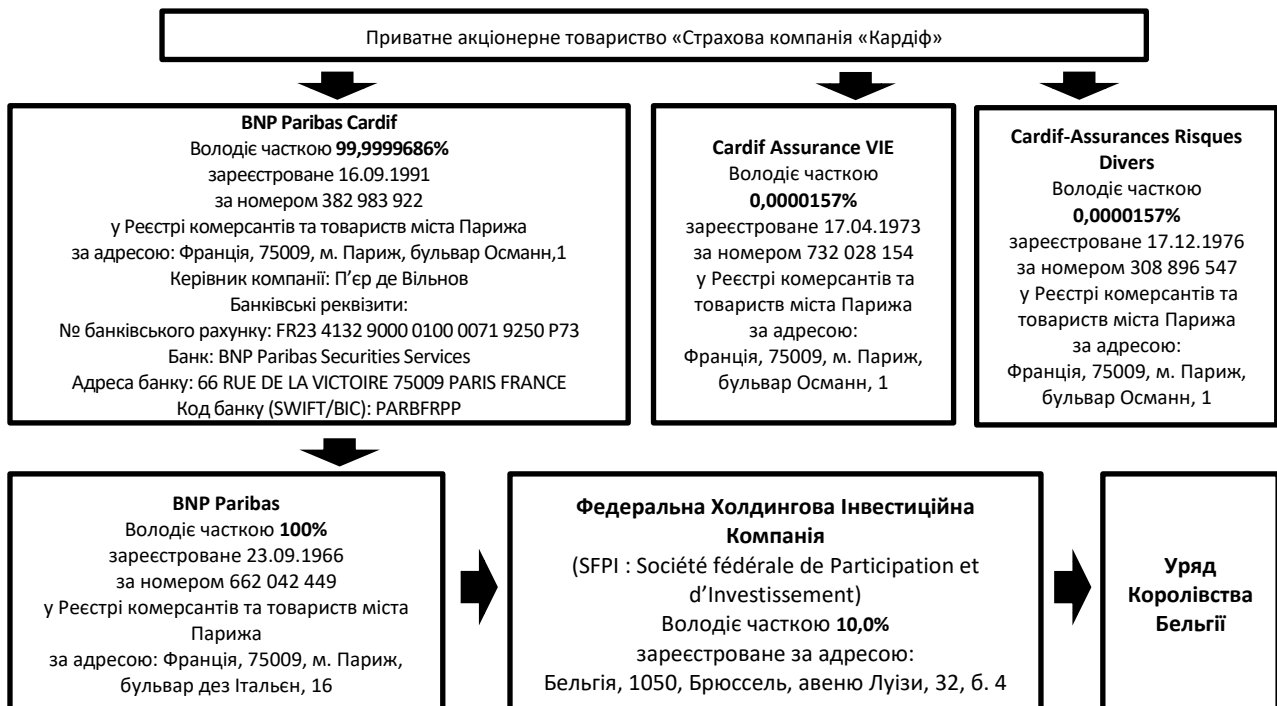 Приватне акціонерне товариство «Страхова компанія «Кардіф»
BNP Paribas Cardif
Володіє часткою 99,9999686%
зареєстроване 16.09.1991
за номером 382 983 922
у Реєстрі комерсантів та товариств міста Парижа
за адресою: Франція, 75009, м. Париж, бульвар Османн,1
Керівник компанії: П’єр де Вільнов
Банківські реквізити:
№ банківського рахунку: FR23 4132 9000 0100 0071 9250 P73
Банк: BNP Paribas Securities Services
Адреса банку: 66 RUE DE LA VICTOIRE 75009 PARIS FRANCE
Код банку (SWIFT/BIC): PARBFRPP
Cardif Assurance VIE
Володіє часткою
0,0000157%
зареєстроване 17.04.1973
за номером 732 028 154
у Реєстрі комерсантів та
товариств міста Парижа
за адресою:
Франція, 75009, м. Париж,
бульвар Османн, 1
Cardif-Assurances Risques
Divers
Володіє часткою
0,0000157%
зареєстроване 17.12.1976
за номером 308 896 547
у Реєстрі комерсантів та
товариств міста Парижа
за адресою:
Франція, 75009, м. Париж,
бульвар Османн, 1
BNP Paribas
Володіє часткою 100%
зареєстроване 23.09.1966
за номером 662 042 449
у Реєстрі комерсантів та товариств міста
Парижа
за адресою: Франція, 75009, м. Париж,
бульвар дез Італьєн, 16
Федеральна Холдингова Інвестиційна
Компанія
(SFPI : Société fédérale de Participation et
d’Investissement)
Володіє часткою 10,0%
зареєстроване за адресою:
Бельгія, 1050, Брюссель, авеню Луїзи, 32, б. 4
Уряд
Королівства
Бельгії